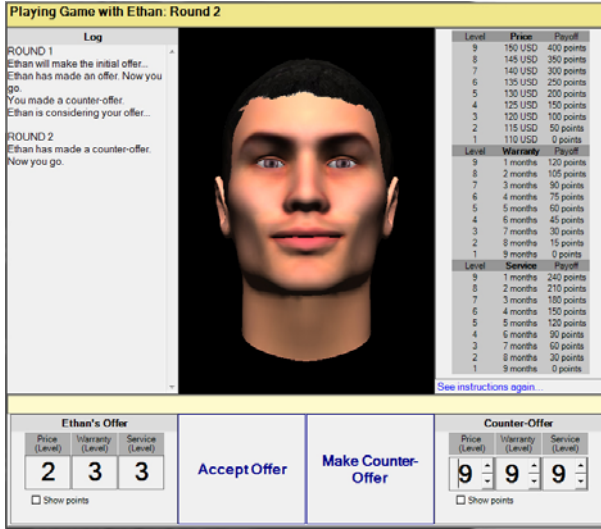 Playing Game with Ethan: Round 2
Log
ROUND 1
Ethan will make the initial offer...
Ethan has made an offer. Now you
go.
You made a counter-offer.
Ethan is considering your offer...
ROUND 2
Ethan has made a counter-offer.
Now you go.
Level Price Payoff
9 150 USD 400 points
8 145 USD 350 points
7 140 USD 300 points
6 135 USD 250 points
5 130 USD 200 points
4 125 USD 150 points
3 120 USD 100 points
2 115 USD 50 points
1 110 USD 0 points
Level Warranty Payoff
9 1 months 120 points
8 2 months 105 points
7 3 months 90 points
6 4 months 75 points
5 5 months 60 points
4 6 months 45 points
3 7 months 30 points
2 8 months 15 points
1 9 months 0 points
Level Service Payoff
9 1 months 240 points
8 2 months 210 points
7 3 months 180 points
6 4 months 150 points
5 5 months 120 points
4 6 months 90 points
3 7 months 60 points
2 8 months 30 points
1 9 months 0 points
See instructions again...
Ethan's Offer
Price Warranty Service
(Level) (Level) (Level)
2 3 3
Show points
Accept Offer
Make Counter-
Offer
Counter-Offer
Price Warranty Service
(Level) (Level) (Level)
9 9 9
Show points